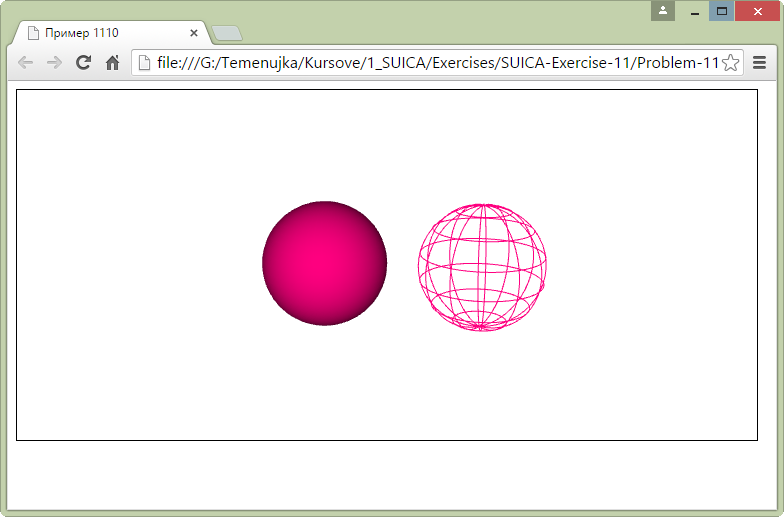 Пример 1110
file:///G:/Temenujka/Kursove/1_SUICA/Exercises/SUICA-Exercise-11/Problem-11